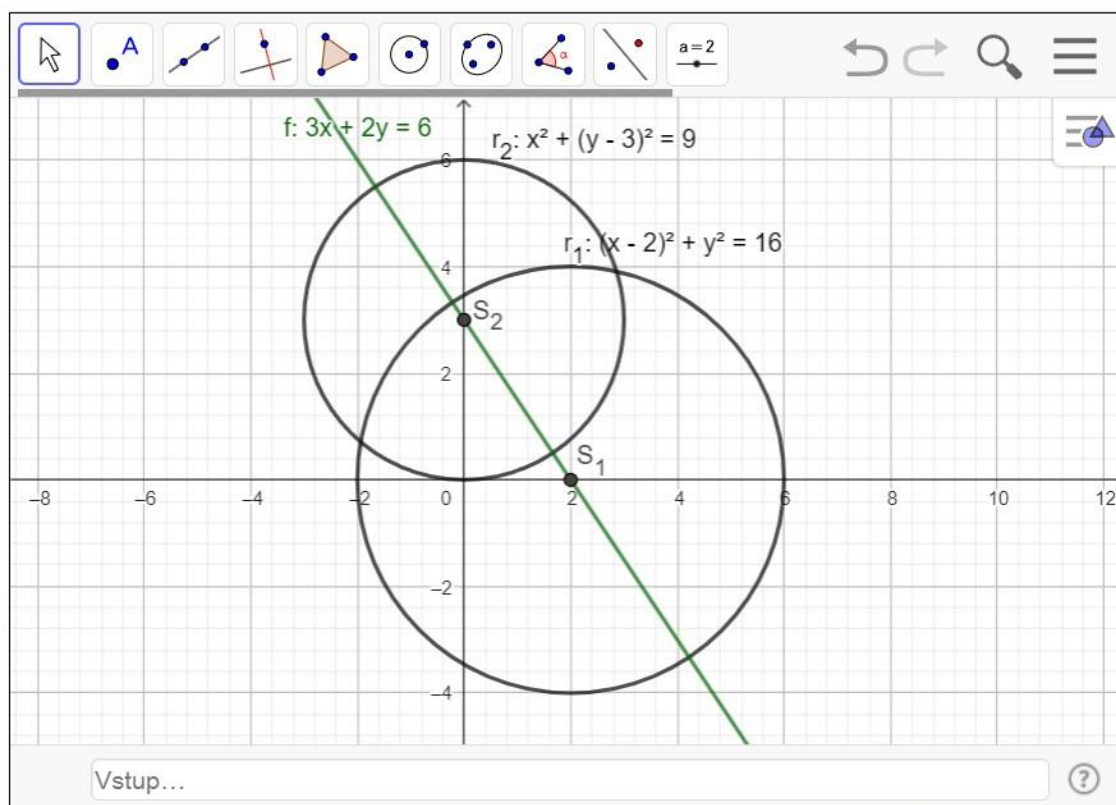 A
α
a = 2
f: 3x + 2y = 6
r₂: x² + (y - 3)² = 9
6
r₁: (x - 2)² + y² = 16
4
S₂
2
S₁
–8 –6 –4 –2 0 2 4 6 8 10 12
–2
–4
Vstup…
?